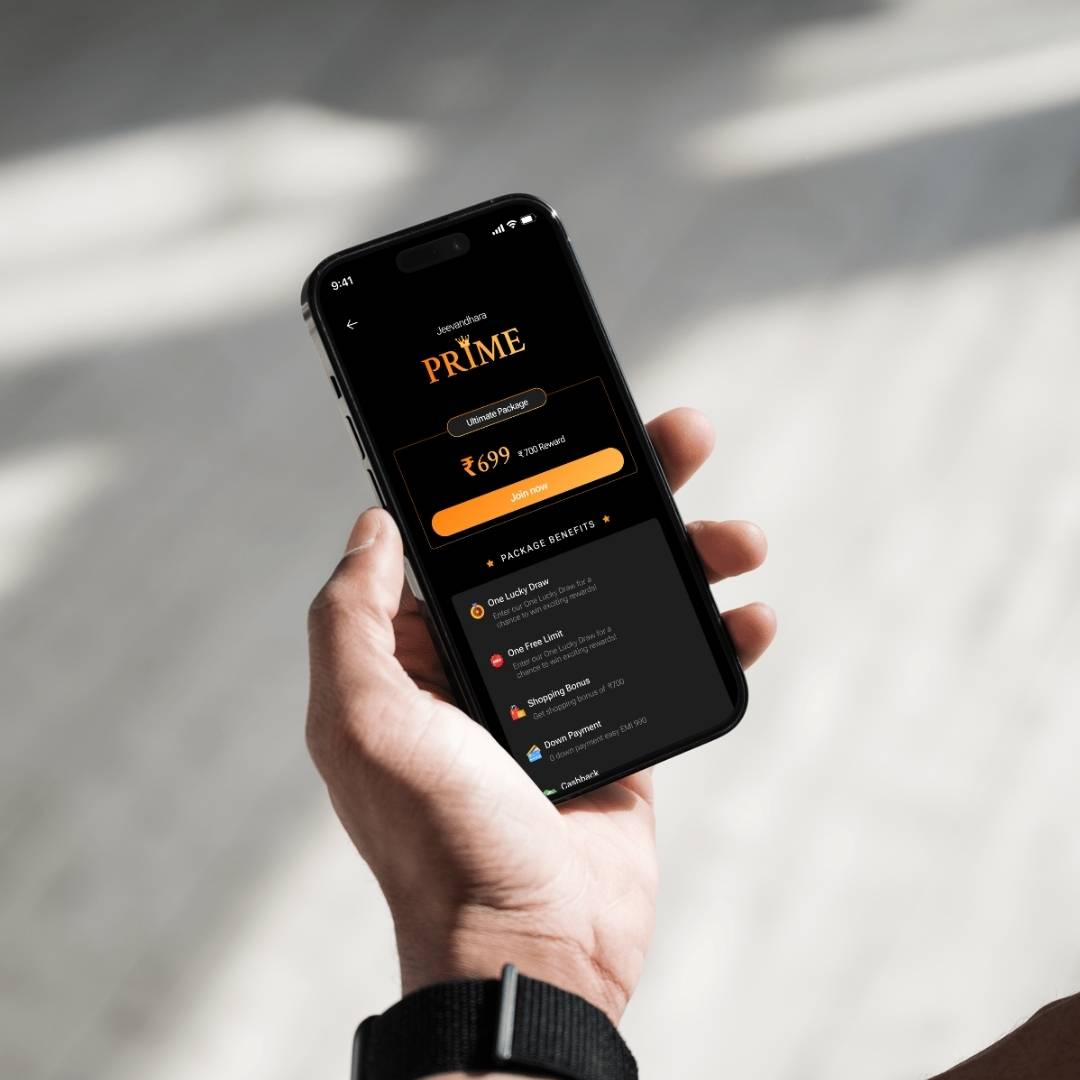 9:41
Jeevandhara
PRIME
Ultimate Package
₹699 ₹700 Reward
Join now
PACKAGE BENEFITS
One Lucky Draw
Enter our One Lucky Draw for a
chance to win exciting rewards!
One Free Limit
Enter our One Lucky Draw for a
chance to win exciting rewards!
Shopping Bonus
Get shopping bonus of ₹700
Down Payment
0 down payment easy EMI 900
Cashback